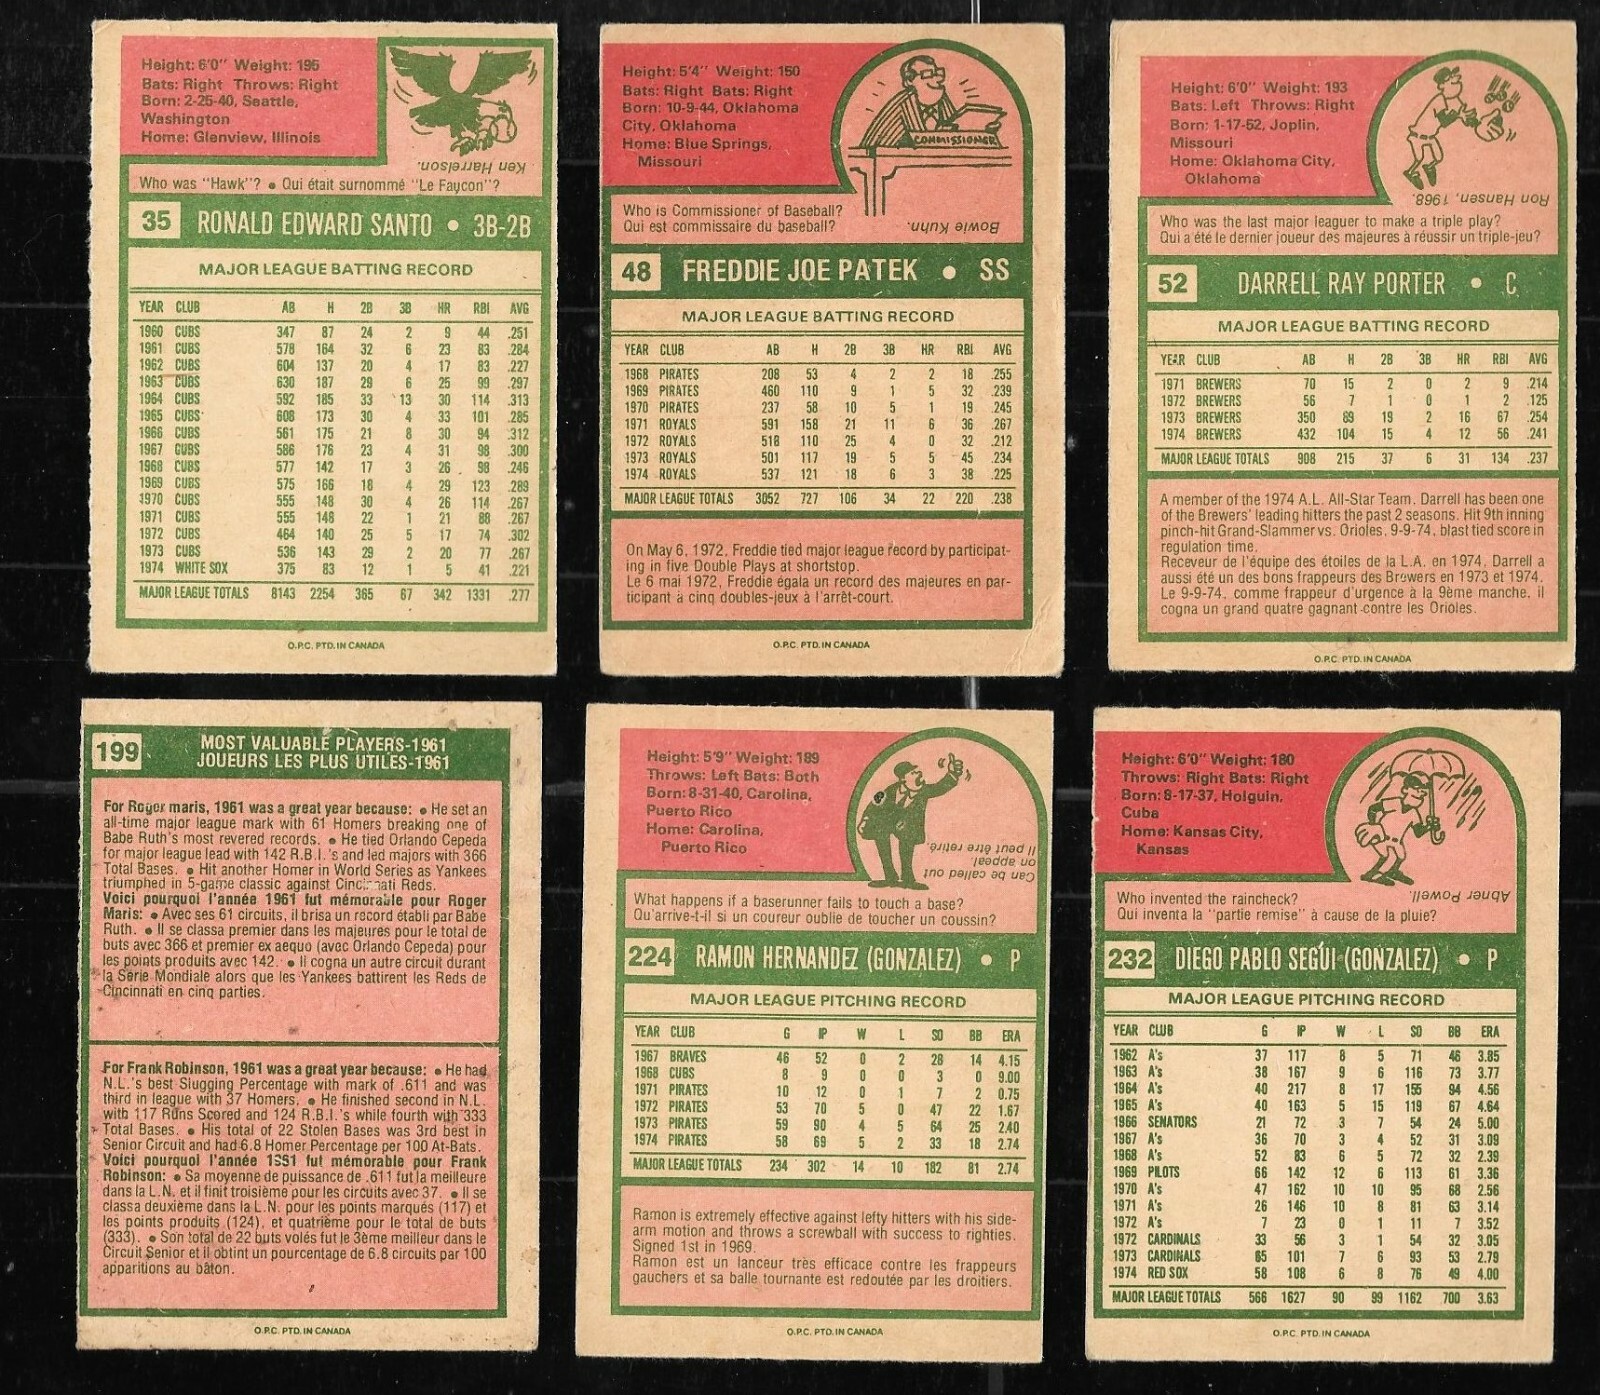 Height: 6'0" Weight: 195
Bats: Right Throws: Right
Born: 2-25-40, Seattle,
Washington
Home: Glenview, Illinois
Ken Harrelson.
Who was "Hawk"? • Qui était surnommé "Le Faycon"?
35 RONALD EDWARD SANTO • 3B-2B
MAJOR LEAGUE BATTING RECORD
YEAR CLUB AB H 2B 3B HR RBI AVG
1960 CUBS 347 87 24 2 9 44 .251
1961 CUBS 578 164 32 6 23 83 .284
1962 CUBS 604 137 20 4 17 83 .227
1963 CUBS 630 187 29 6 25 99 .297
1964 CUBS 592 185 33 13 30 114 .313
1965 CUBS 608 173 30 4 33 101 .285
1966 CUBS 561 175 21 8 30 94 .312
1967 CUBS 586 176 23 4 31 98 .300
1968 CUBS 577 142 17 3 26 98 .246
1969 CUBS 575 166 18 4 29 123 .289
1970 CUBS 555 148 30 4 26 114 .267
1971 CUBS 555 148 22 1 21 88 .267
1972 CUBS 464 140 25 5 17 74 .302
1973 CUBS 536 143 29 2 20 77 .267
1974 WHITE SOX 375 83 12 1 5 41 .221
MAJOR LEAGUE TOTALS 8143 2254 365 67 342 1331 .277
O.P.C. PTD. IN CANADA
Height: 5'4" Weight: 150
Bats: Right Bats: Right
Born: 10-9-44, Oklahoma
City, Oklahoma
Home: Blue Springs,
Missouri
COMMISSIONER
Who is Commissioner of Baseball?
Qui est commissaire du baseball?
Bowie Kuhn.
48 FREDDIE JOE PATEK • SS
MAJOR LEAGUE BATTING RECORD
YEAR CLUB AB H 2B 3B HR RBI AVG
1968 PIRATES 208 53 4 2 2 18 .255
1969 PIRATES 460 110 9 1 5 32 .239
1970 PIRATES 237 58 10 5 1 19 .245
1971 ROYALS 591 158 21 11 6 36 .267
1972 ROYALS 518 110 25 4 0 32 .212
1973 ROYALS 501 117 19 5 5 45 .234
1974 ROYALS 537 121 18 6 3 38 .225
MAJOR LEAGUE TOTALS 3052 727 106 34 22 220 .238
On May 6, 1972, Freddie tied major league record by participat-
ing in five Double Plays at shortstop.
Le 6 mai 1972, Freddie égala un record des majeures en par-
ticipant à cinq doubles-jeux à l'arrêt-court.
O.P.C. PTD. IN CANADA
Height: 6'0" Weight: 193
Bats: Left Throws: Right
Born: 1-17-52, Joplin,
Missouri
Home: Oklahoma City,
Oklahoma
Ron Hansen, 1968.
Who was the last major leaguer to make a triple play?
Qui a été le dernier joueur des majeures à réussir un triple-jeu?
52 DARRELL RAY PORTER • C
MAJOR LEAGUE BATTING RECORD
YEAR CLUB AB H 2B 3B HR RBI AVG
1971 BREWERS 70 15 2 0 2 9 .214
1972 BREWERS 56 7 1 0 1 2 .125
1973 BREWERS 350 89 19 2 16 67 .254
1974 BREWERS 432 104 15 4 12 56 .241
MAJOR LEAGUE TOTALS 908 215 37 6 31 134 .237
A member of the 1974 A.L. All-Star Team, Darrell has been one
of the Brewers' leading hitters the past 2 seasons. Hit 9th inning
pinch-hit Grand-Slammer vs. Orioles, 9-9-74, blast tied score in
regulation time.
Receveur de l'équipe des étoiles de la L.A. en 1974, Darrell a
aussi été un des bons frappeurs des Brewers en 1973 et 1974.
Le 9-9-74, comme frappeur d'urgence à la 9ème manche, il
cogna un grand quatre gagnant contre les Orioles.
O.P.C. PTD. IN CANADA
199 MOST VALUABLE PLAYERS-1961
JOUEURS LES PLUS UTILES-1961
For Roger maris, 1961 was a great year because: • He set an
all-time major league mark with 61 Homers breaking one of
Babe Ruth's most revered records. • He tied Orlando Cepeda
for major league lead with 142 R.B.I.'s and led majors with 366
Total Bases. • Hit another Homer in World Series as Yankees
triumphed in 5-game classic against Cincinnati Reds.
Voici pourquoi l'année 1961 fut mémorable pour Roger
Maris: • Avec ses 61 circuits, il brisa un record établi par Babe
Ruth. • Il se classa premier dans les majeures pour le total de
buts avec 366 et premier ex aequo (avec Orlando Cepeda) pour
les points produits avec 142. • Il cogna un autre circuit durant
la Série Mondiale alors que les Yankees battirent les Reds de
Cincinnati en cinq parties.
For Frank Robinson, 1961 was a great year because: • He had
N.L.'s best Slugging Percentage with mark of .611 and was
third in league with 37 Homers. • He finished second in N.L.
with 117 Runs Scored and 124 R.B.I.'s while fourth with 333
Total Bases. • His total of 22 Stolen Bases was 3rd best in
Senior Circuit and had 6.8 Homer Percentage per 100 At-Bats.
Voici pourquoi l'année 1961 fut mémorable pour Frank
Robinson: • Sa moyenne de puissance de .611 fut la meilleure
dans la L.N. et il finit troisième pour les circuits avec 37. • Il se
classa deuxième dans la L.N. pour les points marqués (117) et
les points produits (124), et quatrième pour le total de buts
(333). • Son total de 22 buts volés fut le 3ème meilleur dans le
Circuit Senior et il obtint un pourcentage de 6.8 circuits par 100
apparitions au bâton.
O.P.C. PTD. IN CANADA
Height: 5'9" Weight: 189
Throws: Left Bats: Both
Born: 8-31-40, Carolina,
Puerto Rico
Home: Carolina,
Puerto Rico
Can be called out
on appeal.
Il peut être retiré.
What happens if a baserunner fails to touch a base?
Qu'arrive-t-il si un coureur oublie de toucher un coussin?
224 RAMON HERNANDEZ (GONZALEZ) • P
MAJOR LEAGUE PITCHING RECORD
YEAR CLUB G IP W L SO BB ERA
1967 BRAVES 46 52 0 2 28 14 4.15
1968 CUBS 8 9 0 0 3 0 9.00
1971 PIRATES 10 12 0 1 7 2 0.75
1972 PIRATES 53 70 5 0 47 22 1.67
1973 PIRATES 59 90 4 5 64 25 2.40
1974 PIRATES 58 69 5 2 33 18 2.74
MAJOR LEAGUE TOTALS 234 302 14 10 182 81 2.74
Ramon is extremely effective against lefty hitters with his side-
arm motion and throws a screwball with success to righties.
Signed 1st in 1969.
Ramon est un lanceur très efficace contre les frappeurs
gauchers et sa balle tournante est redoutée par les droitiers.
O.P.C. PTD. IN CANADA
Height: 6'0" Weight: 180
Throws: Right Bats: Right
Born: 8-17-37, Holguin,
Cuba
Home: Kansas City,
Kansas
Abner Powell.
Who invented the raincheck?
Qui inventa la "partie remise" à cause de la pluie?
232 DIEGO PABLO SEGUI (GONZALEZ) • P
MAJOR LEAGUE PITCHING RECORD
YEAR CLUB G IP W L SO BB ERA
1962 A's 37 117 8 5 71 46 3.85
1963 A's 38 167 9 6 116 73 3.77
1964 A's 40 217 8 17 155 94 4.56
1965 A's 40 163 5 15 119 67 4.64
1966 SENATORS 21 72 3 7 54 24 5.00
1967 A's 36 70 3 4 52 31 3.09
1968 A's 52 83 6 5 72 32 2.39
1969 PILOTS 66 142 12 6 113 61 3.36
1970 A's 47 162 10 10 95 68 2.56
1971 A's 26 146 10 8 81 63 3.14
1972 A's 7 23 0 1 11 7 3.52
1972 CARDINALS 33 56 3 1 54 32 3.05
1973 CARDINALS 65 101 7 6 93 53 2.79
1974 RED SOX 58 108 6 8 76 49 4.00
MAJOR LEAGUE TOTALS 566 1627 90 99 1162 700 3.63
O.P.C. PTD. IN CANADA